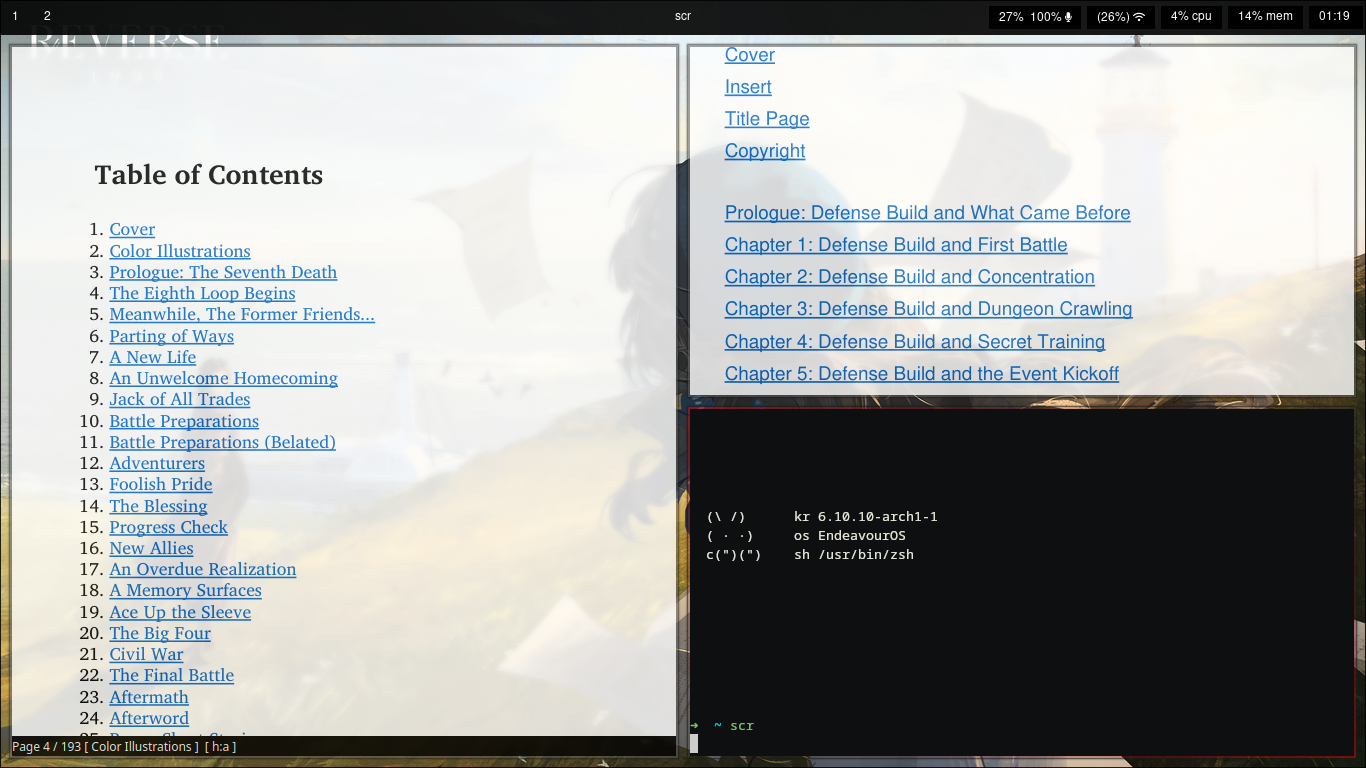 1 2 scr 27% 100% (26%) 4% cpu 14% mem 01:19
REVERSE
1999
Table of Contents
1. Cover
2. Color Illustrations
3. Prologue: The Seventh Death
4. The Eighth Loop Begins
5. Meanwhile, The Former Friends...
6. Parting of Ways
7. A New Life
8. An Unwelcome Homecoming
9. Jack of All Trades
10. Battle Preparations
11. Battle Preparations (Belated)
12. Adventurers
13. Foolish Pride
14. The Blessing
15. Progress Check
16. New Allies
17. An Overdue Realization
18. A Memory Surfaces
19. Ace Up the Sleeve
20. The Big Four
21. Civil War
22. The Final Battle
23. Aftermath
24. Afterword
Page 4 / 193 [ Color Illustrations ] [ h:a ]
Cover
Insert
Title Page
Copyright
Prologue: Defense Build and What Came Before
Chapter 1: Defense Build and First Battle
Chapter 2: Defense Build and Concentration
Chapter 3: Defense Build and Dungeon Crawling
Chapter 4: Defense Build and Secret Training
Chapter 5: Defense Build and the Event Kickoff
(\ /) kr 6.10.10-arch1-1
( · ·) os EndeavourOS
c(")(") sh /usr/bin/zsh
➜ ~ scr